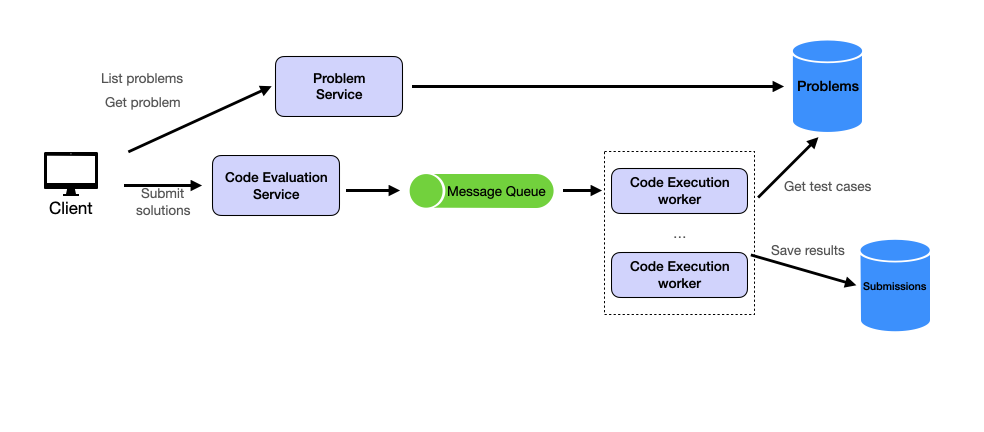 List problems
Get problem
Problem
Service
Problems
Client
Submit
solutions
Code Evaluation
Service
Message Queue
Code Execution
worker
...
Code Execution
worker
Get test cases
Save results
Submissions